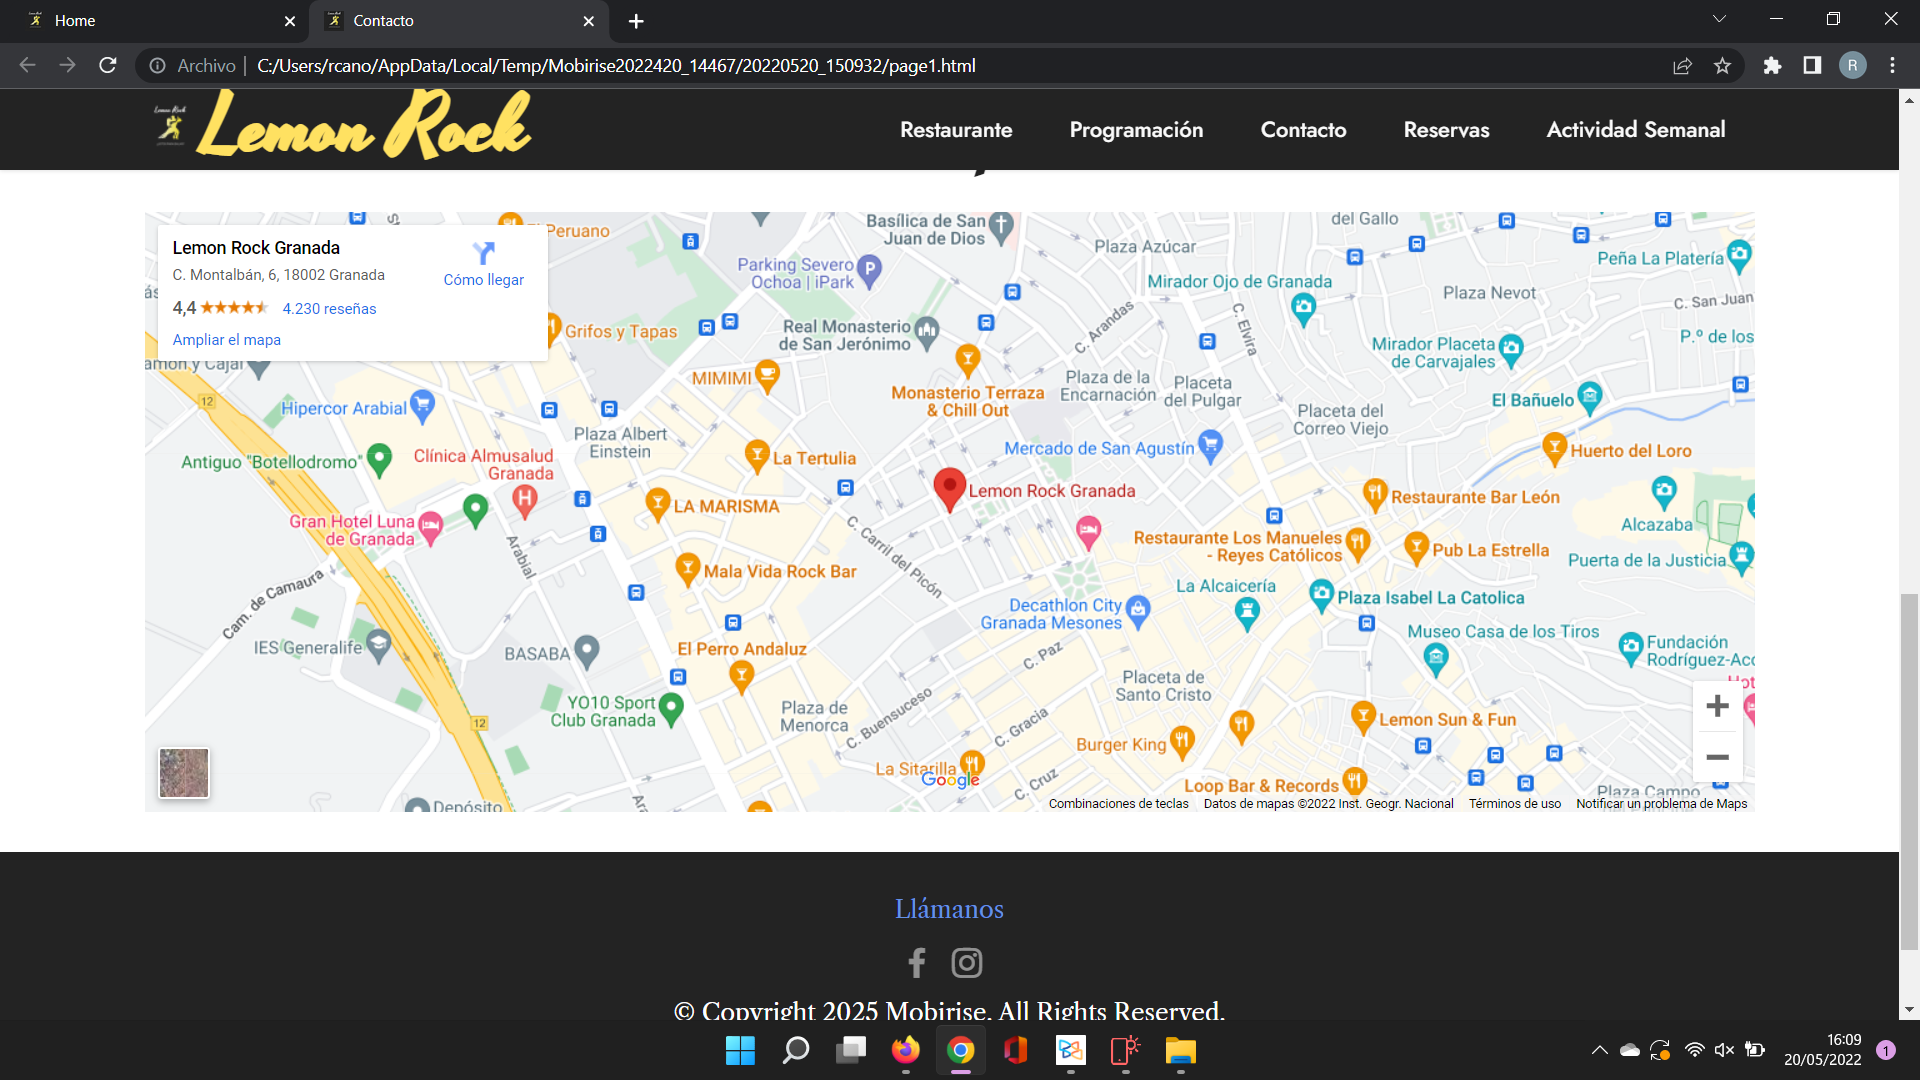 Home
Contacto
Archivo
C:/Users/rcano/AppData/Local/Temp/Mobirise2022420_14467/20220520_150932/page1.html
R
Lemon Rock
Lemon Rock
Restaurante
Programación
Contacto
Reservas
Actividad Semanal
Lemon Rock Granada
C. Montalbán, 6, 18002 Granada
4,4
4.230 reseñas
Ampliar el mapa
Cómo llegar
Peruano
Basílica de San
Juan de Dios
del Gallo
Plaza Azúcar
Peña La Platería
Parking Severo
Ochoa | iPark
P
Mirador Ojo de Granada
Plaza Nevot
C. San Juan
Grifos y Tapas
Real Monasterio
de San Jerónimo
C. Arandas
C. Elvira
P.º de los
Mirador Placeta
de Carvajales
MIMIMI
Monasterio Terraza
& Chill Out
Plaza de la
Encarnación
Placeta
del Pulgar
El Bañuelo
12
Hipercor Arabial
Placeta del
Correo Viejo
Plaza Albert
Einstein
Mercado de San Agustín
Huerto del Loro
Antiguo "Botellodromo"
Clínica Almusalud
Granada
H
La Tertulia
Lemon Rock Granada
Restaurante Bar León
LA MARISMA
Gran Hotel Luna
de Granada
Alcazaba
Arabial
C. Carril del Picón
Restaurante Los Manueles
- Reyes Católicos
Pub La Estrella
Puerta de la Justicia
Mala Vida Rock Bar
La Alcaicería
Cam. de Camaura
Decathlon City
Granada Mesones
Plaza Isabel La Catolica
Museo Casa de los Tiros
IES Generalife
BASABA
El Perro Andaluz
C. Paz
Fundación
Rodríguez-Acc
Placeta de
Santo Cristo
Hot
YO10 Sport
Club Granada
Plaza de
Menorca
C. Buensuceso
C. Gracia
12
Burger King
Lemon Sun & Fun
La Sitarilla
Google
C. Cruz
Loop Bar & Records
Plaza Campo
Depósito
Combinaciones de teclas
Datos de mapas ©2022 Inst. Geogr. Nacional
Términos de uso
Notificar un problema de Maps
Llámanos
© Copyright 2025 Mobirise. All Rights Reserved.
16:09
20/05/2022
1